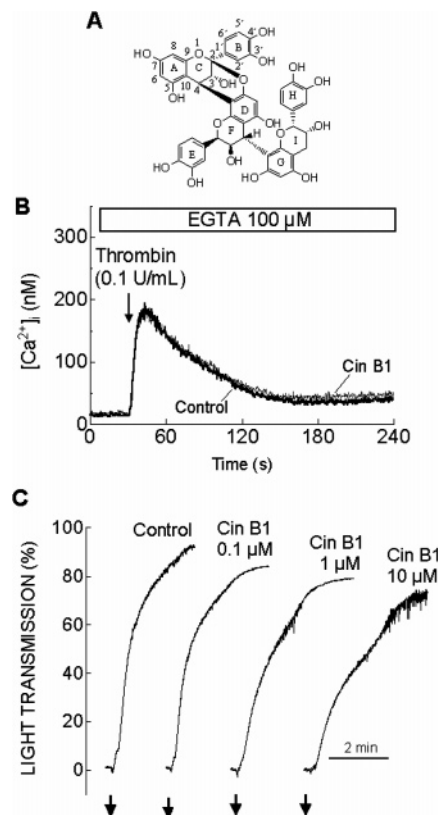 A
5´
6´
4´
B
1´
3´
2´
HO
OH
OH
8
1
O
2
7
9
A
C
6
10
3
5
4
OH
OH
O
HO
OH
H
D
OH
O
F
H
O
I
OH
E
OH
HO
G
HO
OH
HO
OH
B
EGTA 100 µM
350
Thrombin
(0.1 U/mL)
[Ca2+]i (nM)
300
200
100
50
0
Cin B1
Control
0 60 120 180 240
Time (s)
C
LIGHT TRANSMISSION (%)
100
80
60
40
20
0
Control
Cin B1
0.1 µM
Cin B1
1 µM
Cin B1
10 µM
2 min